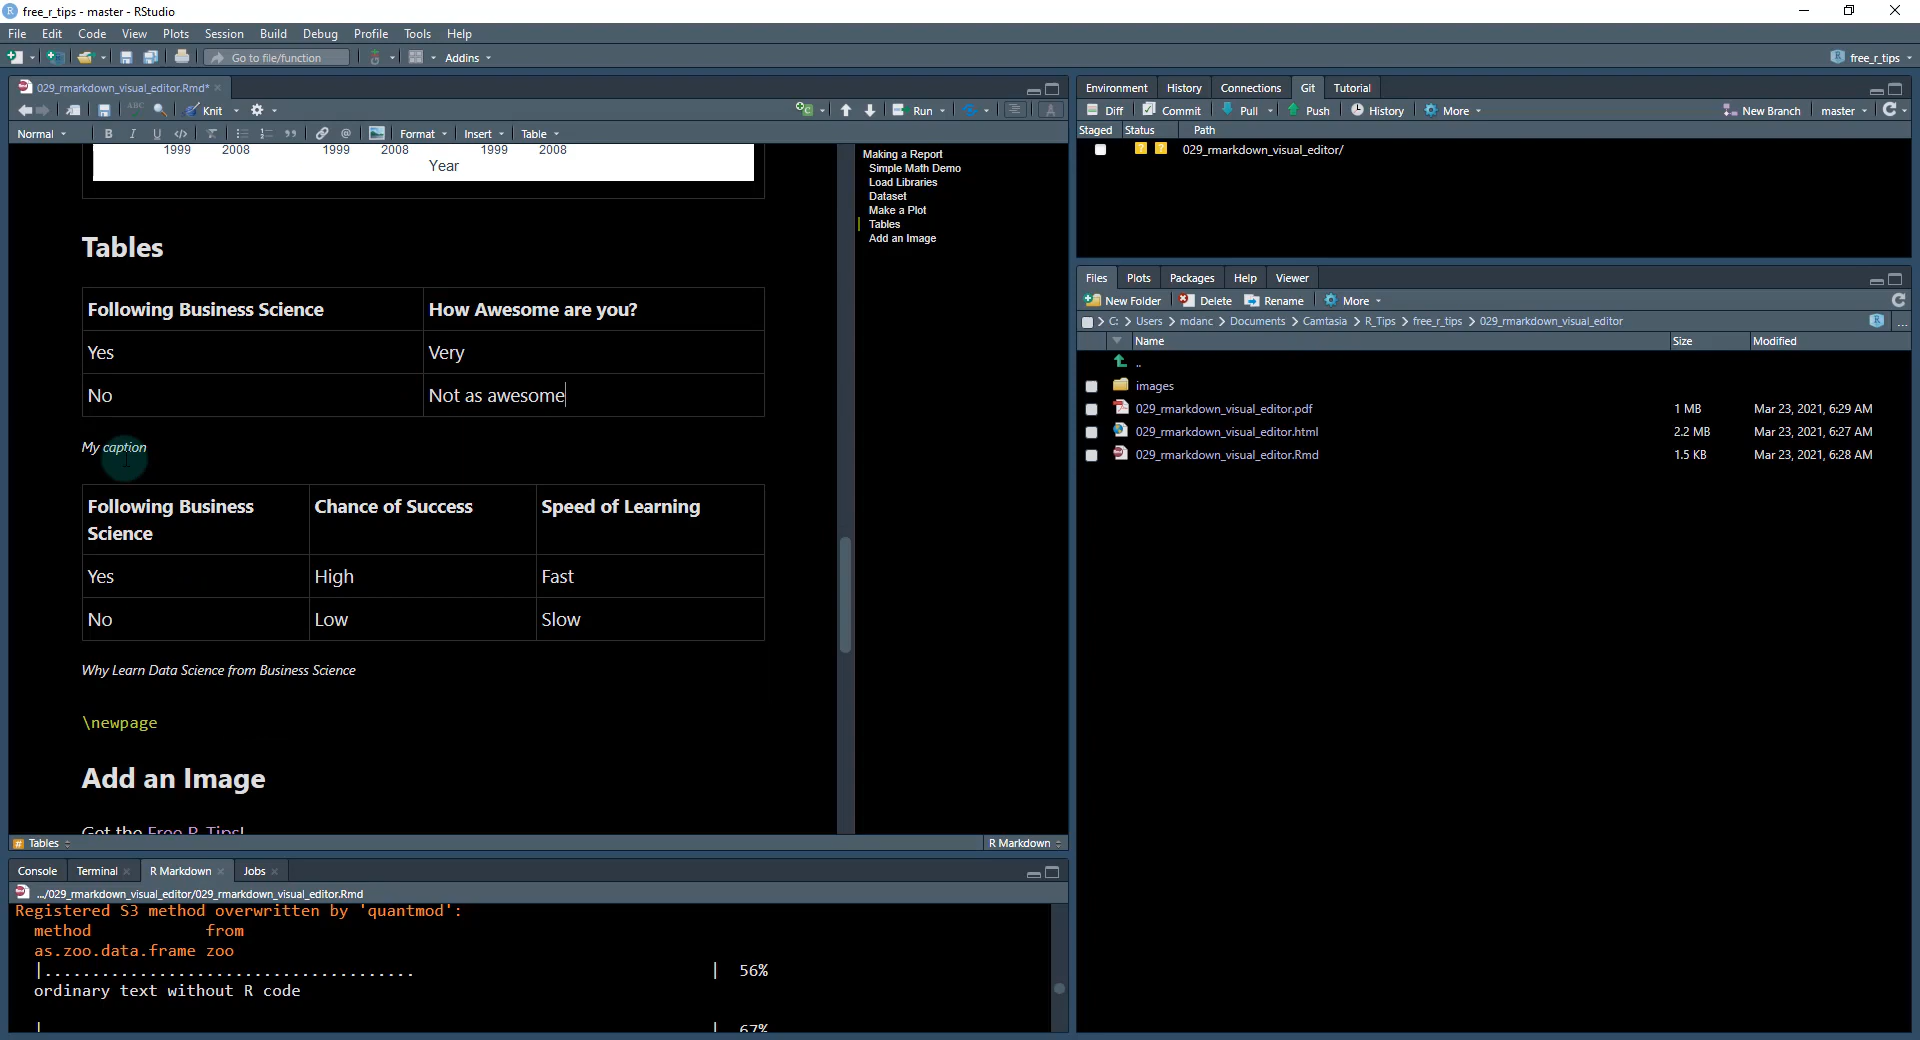 free_r_tips - master - RStudio
File Edit Code View Plots Session Build Debug Profile Tools Help
Go to file/function Addins free_r_tips
029_rmarkdown_visual_editor.Rmd*
ABC Knit Run
Normal B I U </> Format Insert Table
1999 2008 1999 2008 1999 2008
Year
Tables
Following Business Science How Awesome are you?
Yes Very
No Not as awesome
My caption
Following Business Science Chance of Success Speed of Learning
Yes High Fast
No Low Slow
Why Learn Data Science from Business Science
\newpage
Add an Image
Get the Free R-Tips!
Making a Report
Simple Math Demo
Load Libraries
Dataset
Make a Plot
Tables
Add an Image
# Tables R Markdown
Console Terminal R Markdown Jobs
.../029_rmarkdown_visual_editor/029_rmarkdown_visual_editor.Rmd
Registered S3 method overwritten by 'quantmod':
method from
as.zoo.data.frame zoo
|....................................... | 56%
ordinary text without R code
| | 67%
Environment History Connections Git Tutorial
Diff Commit Pull Push History More New Branch master
Staged Status Path
? ? 029_rmarkdown_visual_editor/
Files Plots Packages Help Viewer
New Folder Delete Rename More
C: > Users > mdanc > Documents > Camtasia > R_Tips > free_r_tips > 029_rmarkdown_visual_editor ...
Name Size Modified
..
images
029_rmarkdown_visual_editor.pdf 1 MB Mar 23, 2021, 6:29 AM
029_rmarkdown_visual_editor.html 2.2 MB Mar 23, 2021, 6:27 AM
029_rmarkdown_visual_editor.Rmd 1.5 KB Mar 23, 2021, 6:28 AM